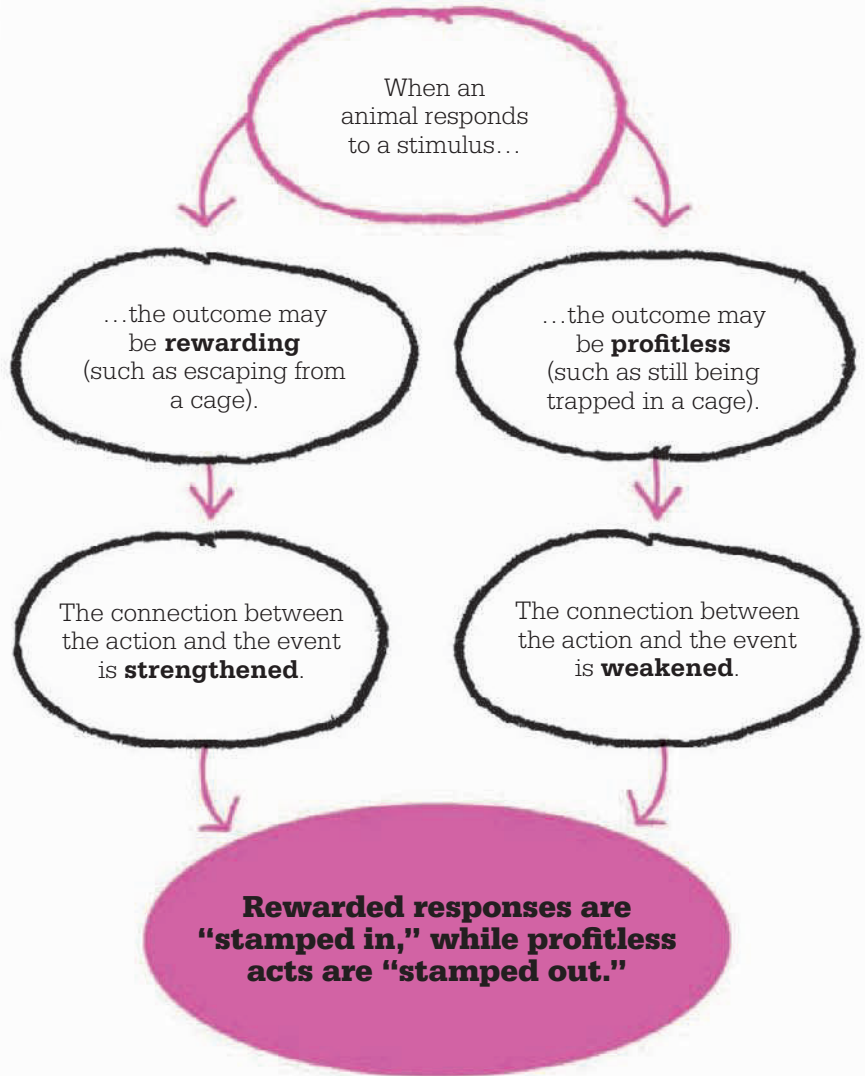 When an
animal responds
to a stimulus…
…the outcome may
be rewarding
(such as escaping from
a cage).
…the outcome may
be profitless
(such as still being
trapped in a cage).
The connection between
the action and the event
is strengthened.
The connection between
the action and the event
is weakened.
Rewarded responses are
“stamped in,” while profitless
acts are “stamped out.”